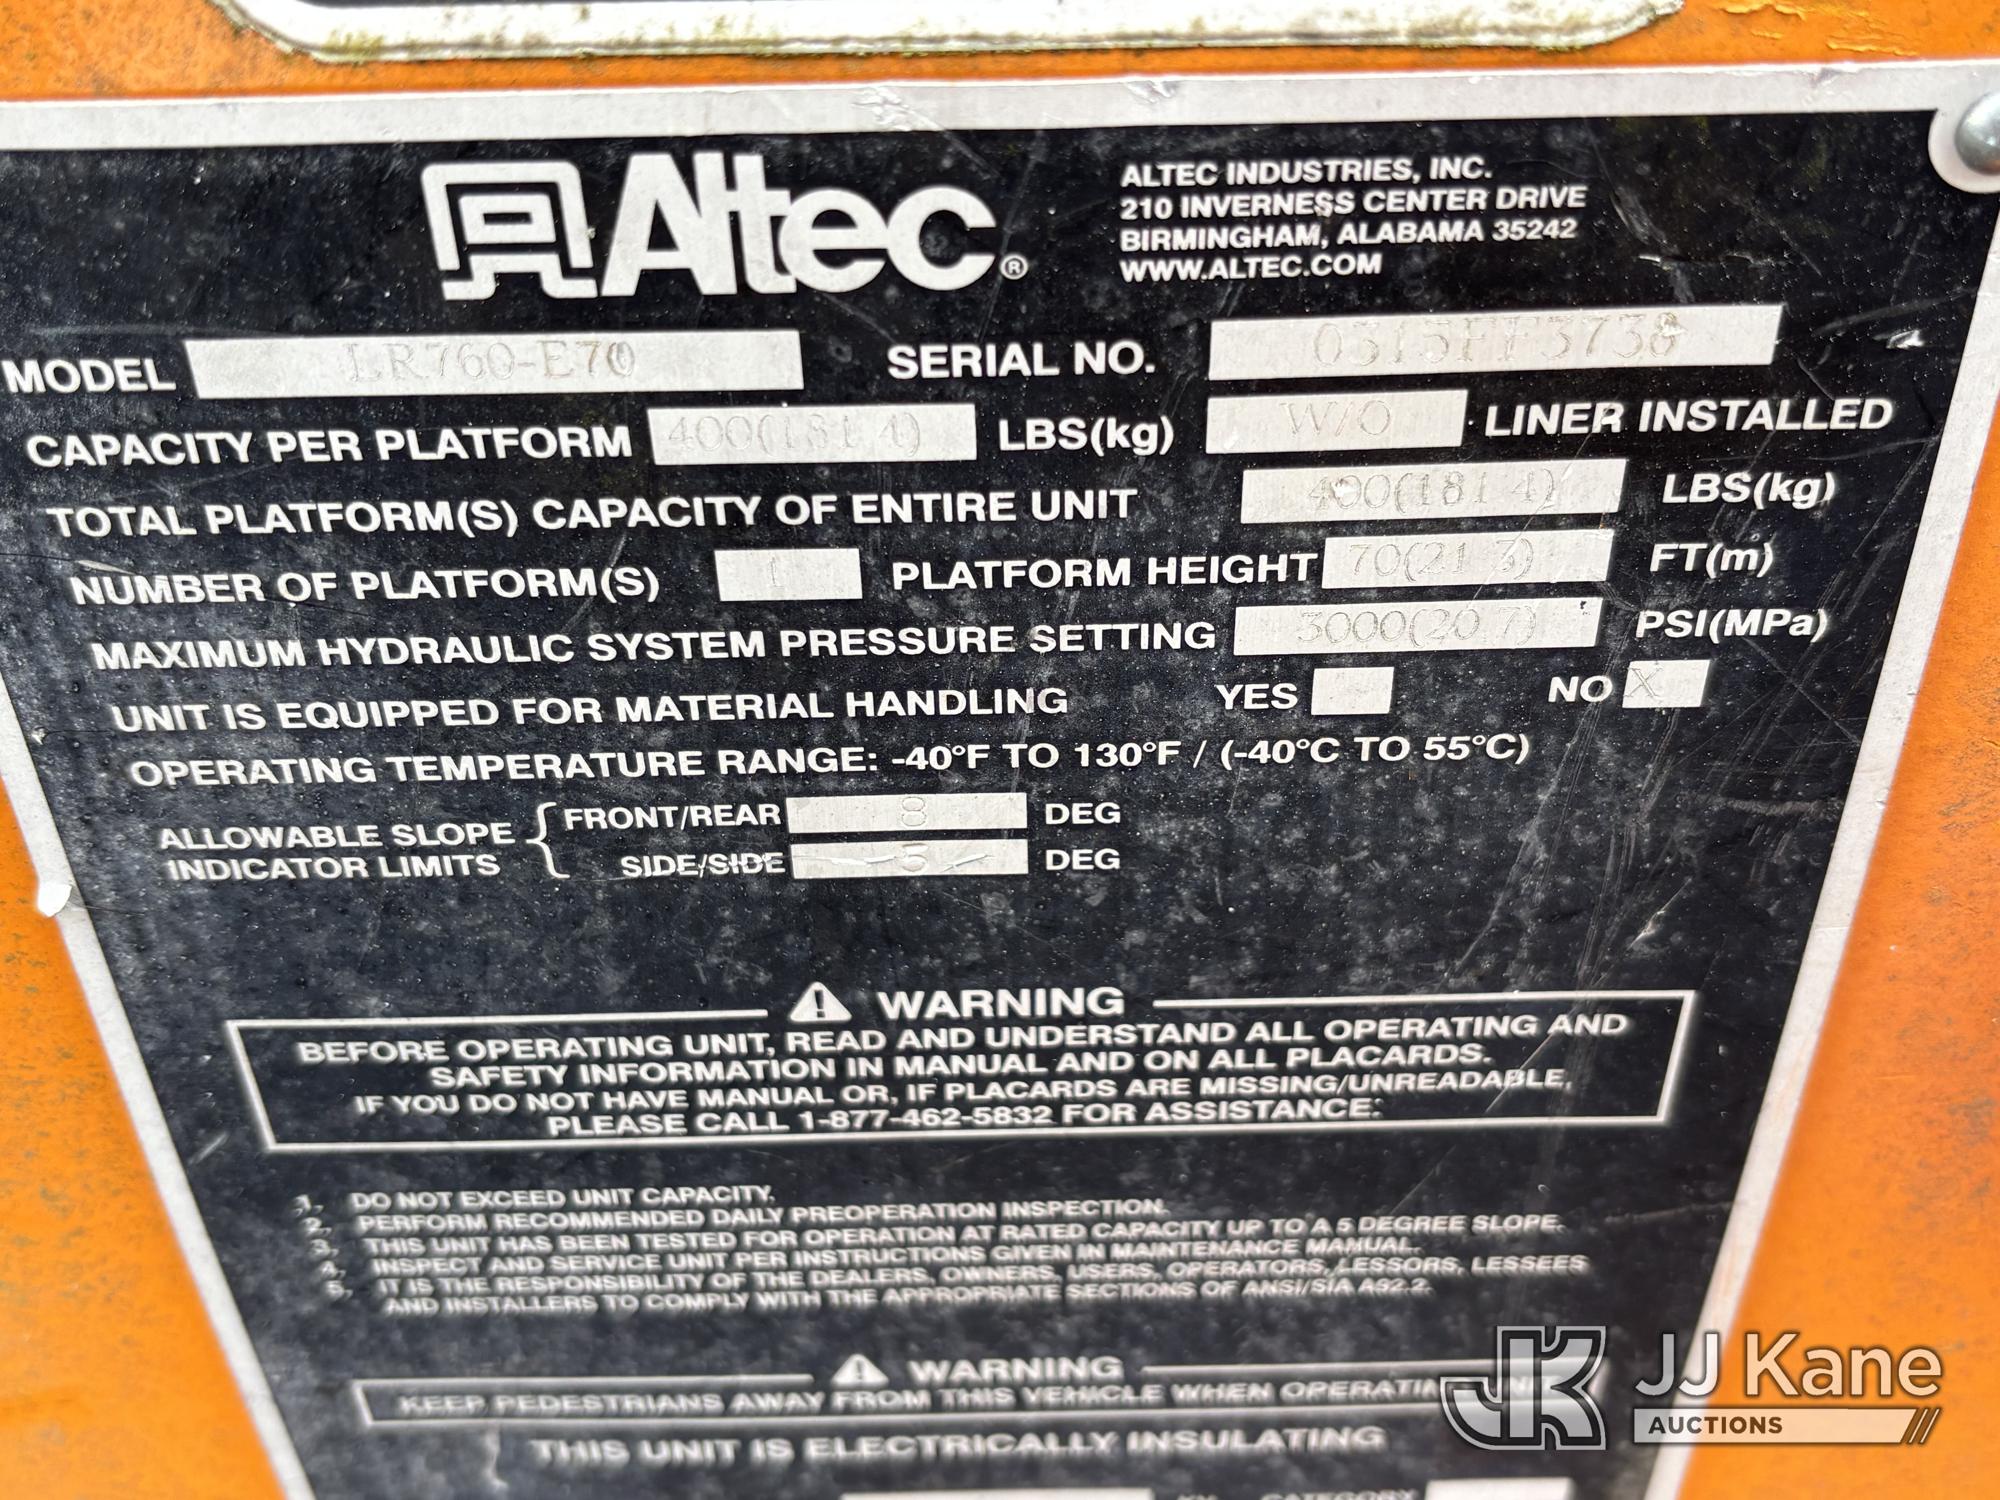 Altec®
ALTEC INDUSTRIES, INC.
210 INVERNESS CENTER DRIVE
BIRMINGHAM, ALABAMA 35242
WWW.ALTEC.COM
MODEL LR760-E70 SERIAL NO. 0315FF3738
CAPACITY PER PLATFORM 400(181.4) LBS(kg) W/O LINER INSTALLED
TOTAL PLATFORM(S) CAPACITY OF ENTIRE UNIT 400(181.4) LBS(kg)
NUMBER OF PLATFORM(S) 1 PLATFORM HEIGHT 70(21.3) FT(m)
MAXIMUM HYDRAULIC SYSTEM PRESSURE SETTING 3000(20.7) PSI(MPa)
UNIT IS EQUIPPED FOR MATERIAL HANDLING YES NO X
OPERATING TEMPERATURE RANGE: -40°F TO 130°F / (-40°C TO 55°C)
ALLOWABLE SLOPE INDICATOR LIMITS
FRONT/REAR 8 DEG
SIDE/SIDE 5 DEG
WARNING
BEFORE OPERATING UNIT, READ AND UNDERSTAND ALL OPERATING AND
SAFETY INFORMATION IN MANUAL AND ON ALL PLACARDS.
IF YOU DO NOT HAVE MANUAL OR, IF PLACARDS ARE MISSING/UNREADABLE,
PLEASE CALL 1-877-462-5832 FOR ASSISTANCE.
1. DO NOT EXCEED UNIT CAPACITY.
2. PERFORM RECOMMENDED DAILY PREOPERATION INSPECTION.
3. THIS UNIT HAS BEEN TESTED FOR OPERATION AT RATED CAPACITY UP TO A 5 DEGREE SLOPE.
4. INSPECT AND SERVICE UNIT PER INSTRUCTIONS GIVEN IN MAINTENANCE MANUAL.
5. IT IS THE RESPONSIBILITY OF THE DEALERS, OWNERS, USERS, OPERATORS, LESSORS, LESSEES
AND INSTALLERS TO COMPLY WITH THE APPROPRIATE SECTIONS OF ANSI/SIA A92.2.
WARNING
KEEP PEDESTRIANS AWAY FROM THIS VEHICLE WHEN OPERATING
THIS UNIT IS ELECTRICALLY INSULATING
KV CATEGORY
JK JJ Kane
AUCTIONS